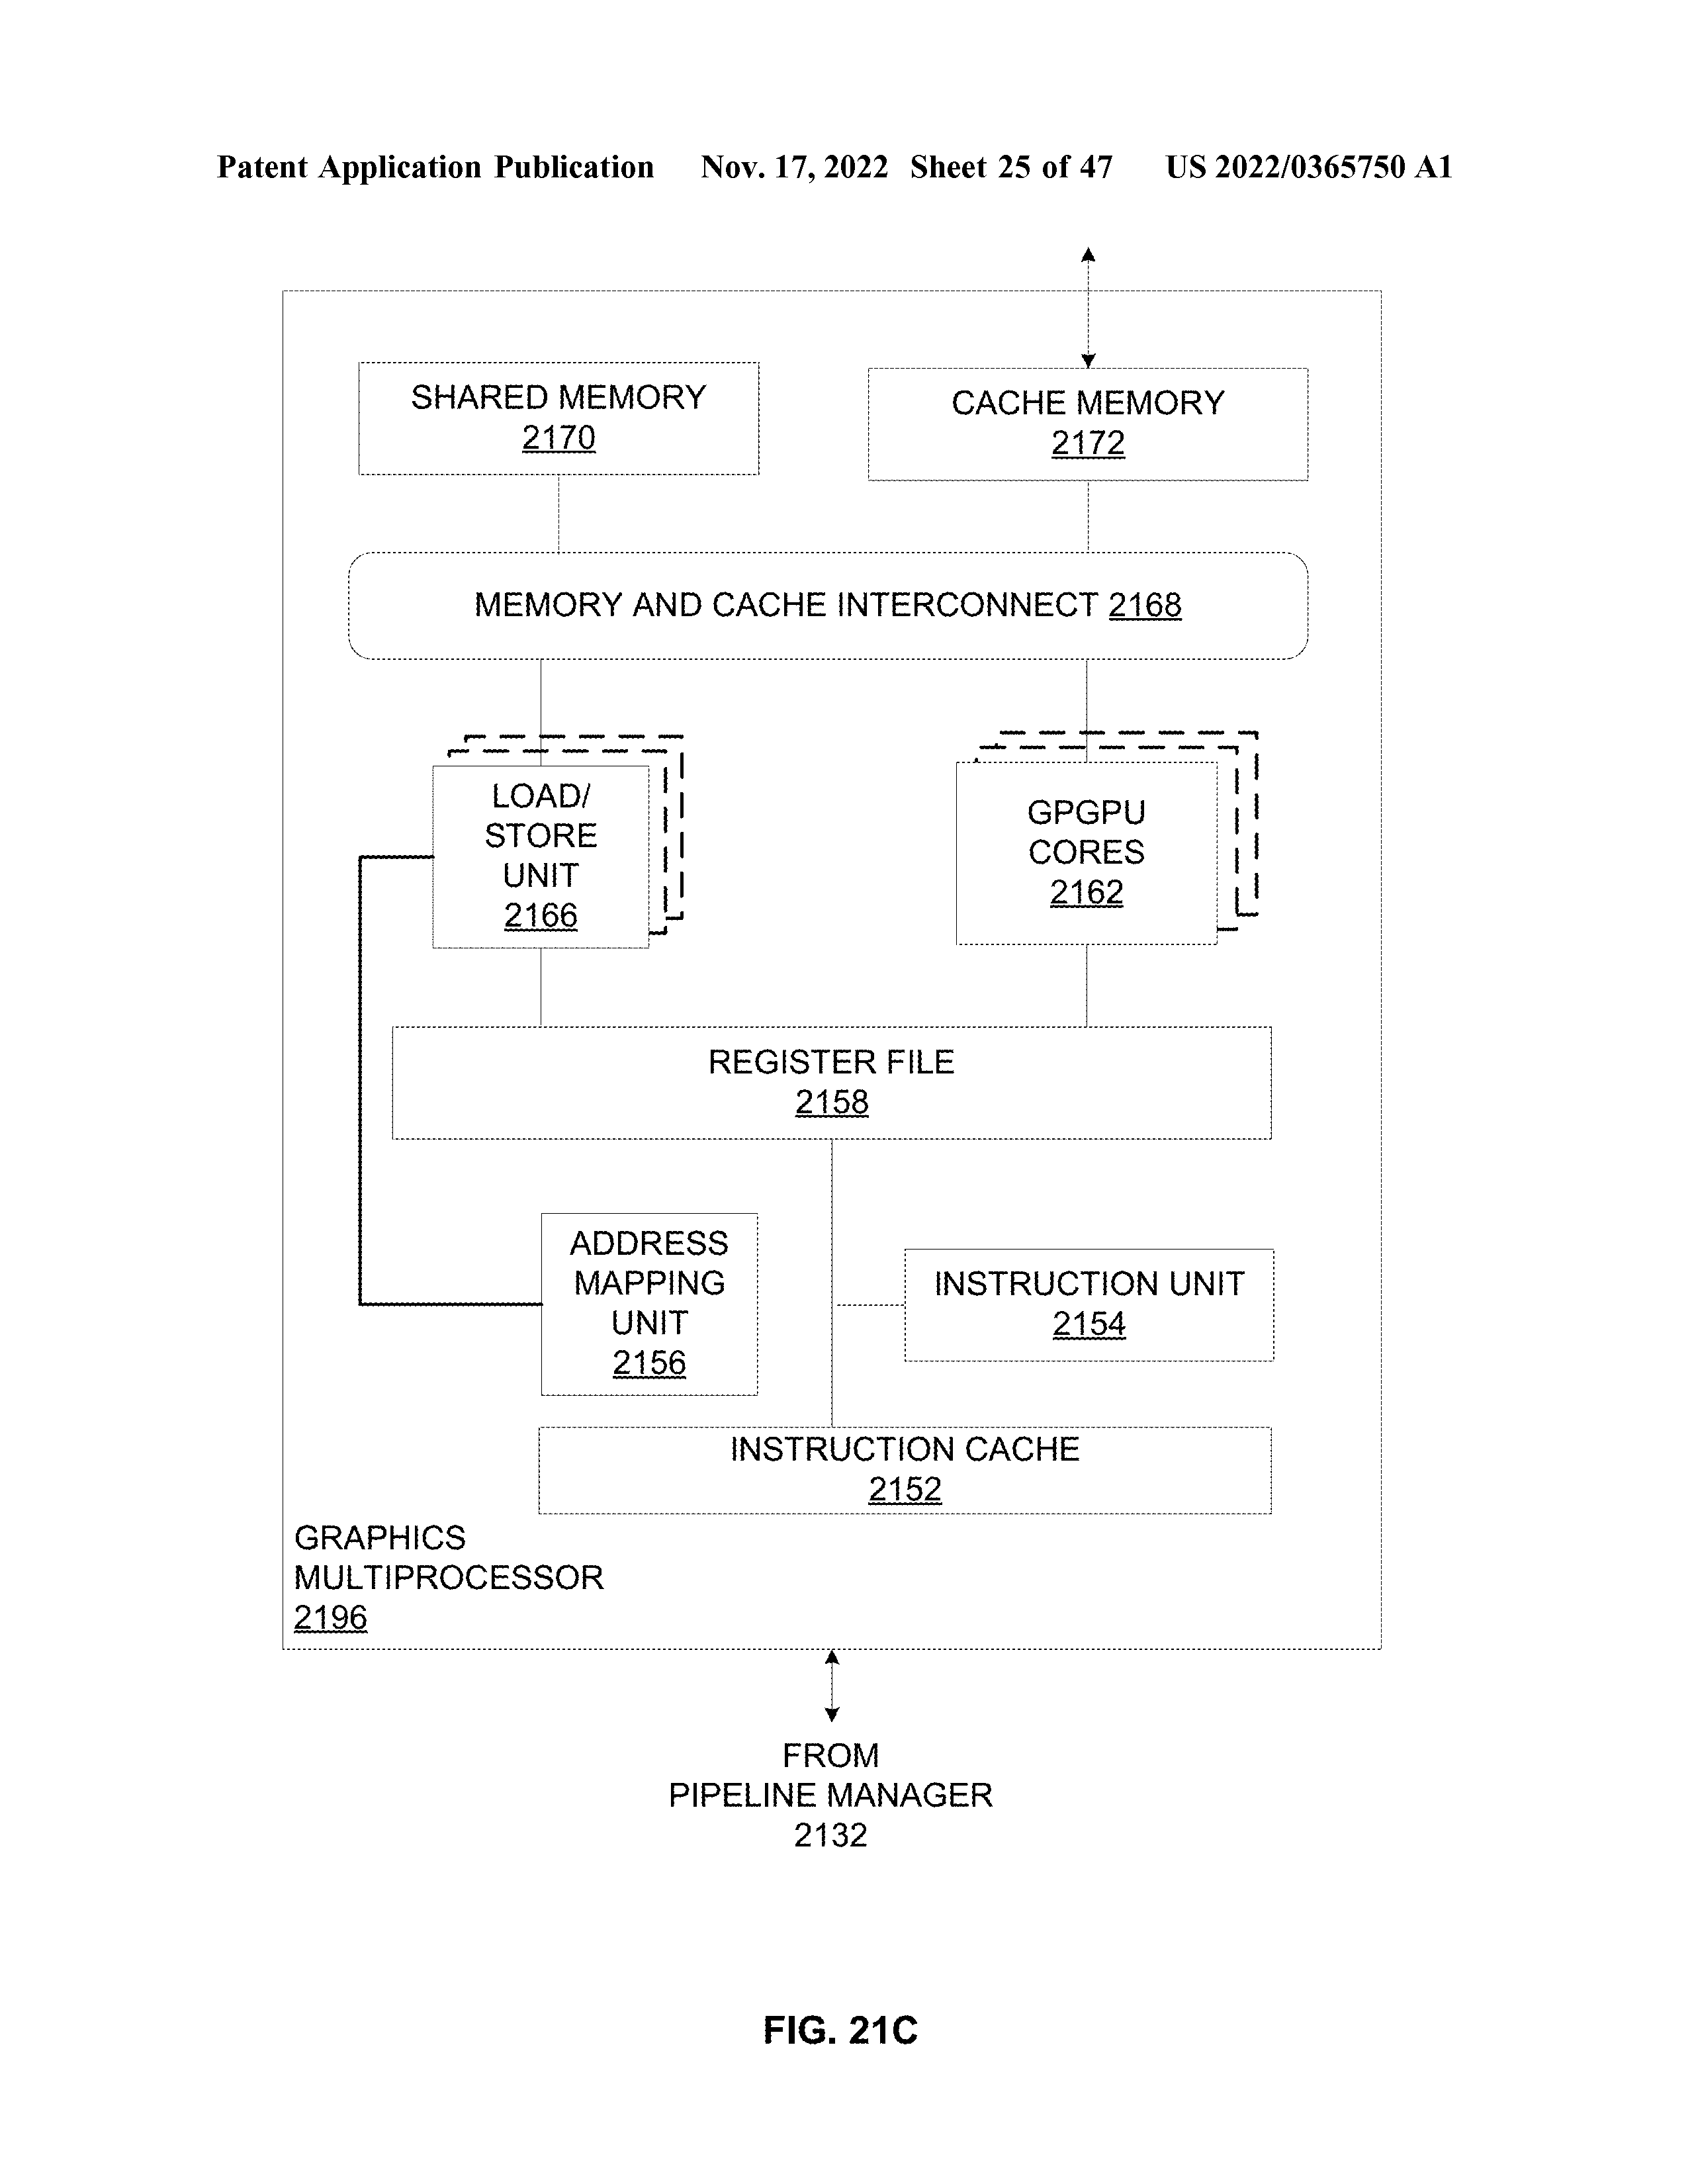 Patent Application Publication Nov. 17, 2022 Sheet 25 of 47 US 2022/0365750 A1
SHARED MEMORY
2170
CACHE MEMORY
2172
MEMORY AND CACHE INTERCONNECT 2168
LOAD/
STORE
UNIT
2166
GPGPU
CORES
2162
REGISTER FILE
2158
ADDRESS
MAPPING
UNIT
2156
INSTRUCTION UNIT
2154
INSTRUCTION CACHE
2152
GRAPHICS
MULTIPROCESSOR
2196
FROM
PIPELINE MANAGER
2132
FIG. 21C